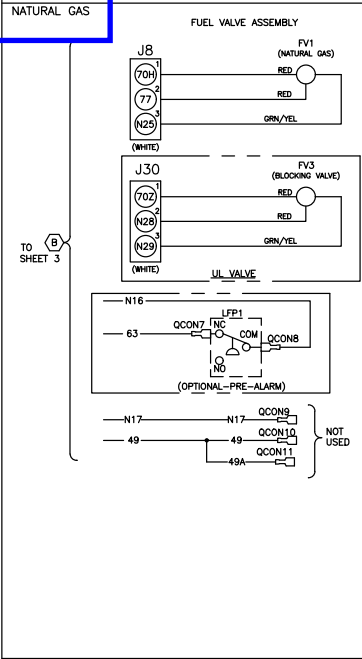 NATURAL GAS
FUEL VALVE ASSEMBLY
J8
FV1
(NATURAL GAS)
70H 1 RED
77 2 RED
N25 3 GRN/YEL
(WHITE)
J30
FV3
(BLOCKING VALVE)
70Z 1 RED
N28 2 RED
N29 3 GRN/YEL
(WHITE)
UL VALVE
TO B
SHEET 3
N16
LFP1
63 QCON7 NC COM QCON8
NO
(OPTIONAL-PRE-ALARM)
N17 N17 QCON9
49 49 QCON10
49A QCON11
NOT
USED